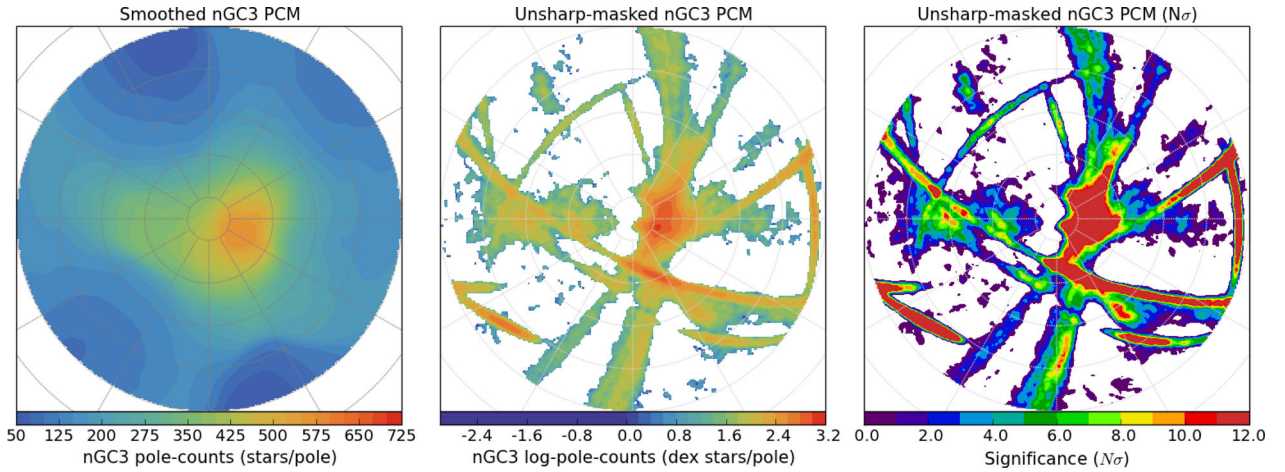 Smoothed nGC3 PCM
Unsharp-masked nGC3 PCM
Unsharp-masked nGC3 PCM (Nσ)
50 125 200 275 350 425 500 575 650 725
-2.4 -1.6 -0.8 0.0 0.8 1.6 2.4 3.2
0.0 2.0 4.0 6.0 8.0 10.0 12.0
nGC3 pole-counts (stars/pole)
nGC3 log-pole-counts (dex stars/pole)
Significance (Nσ)